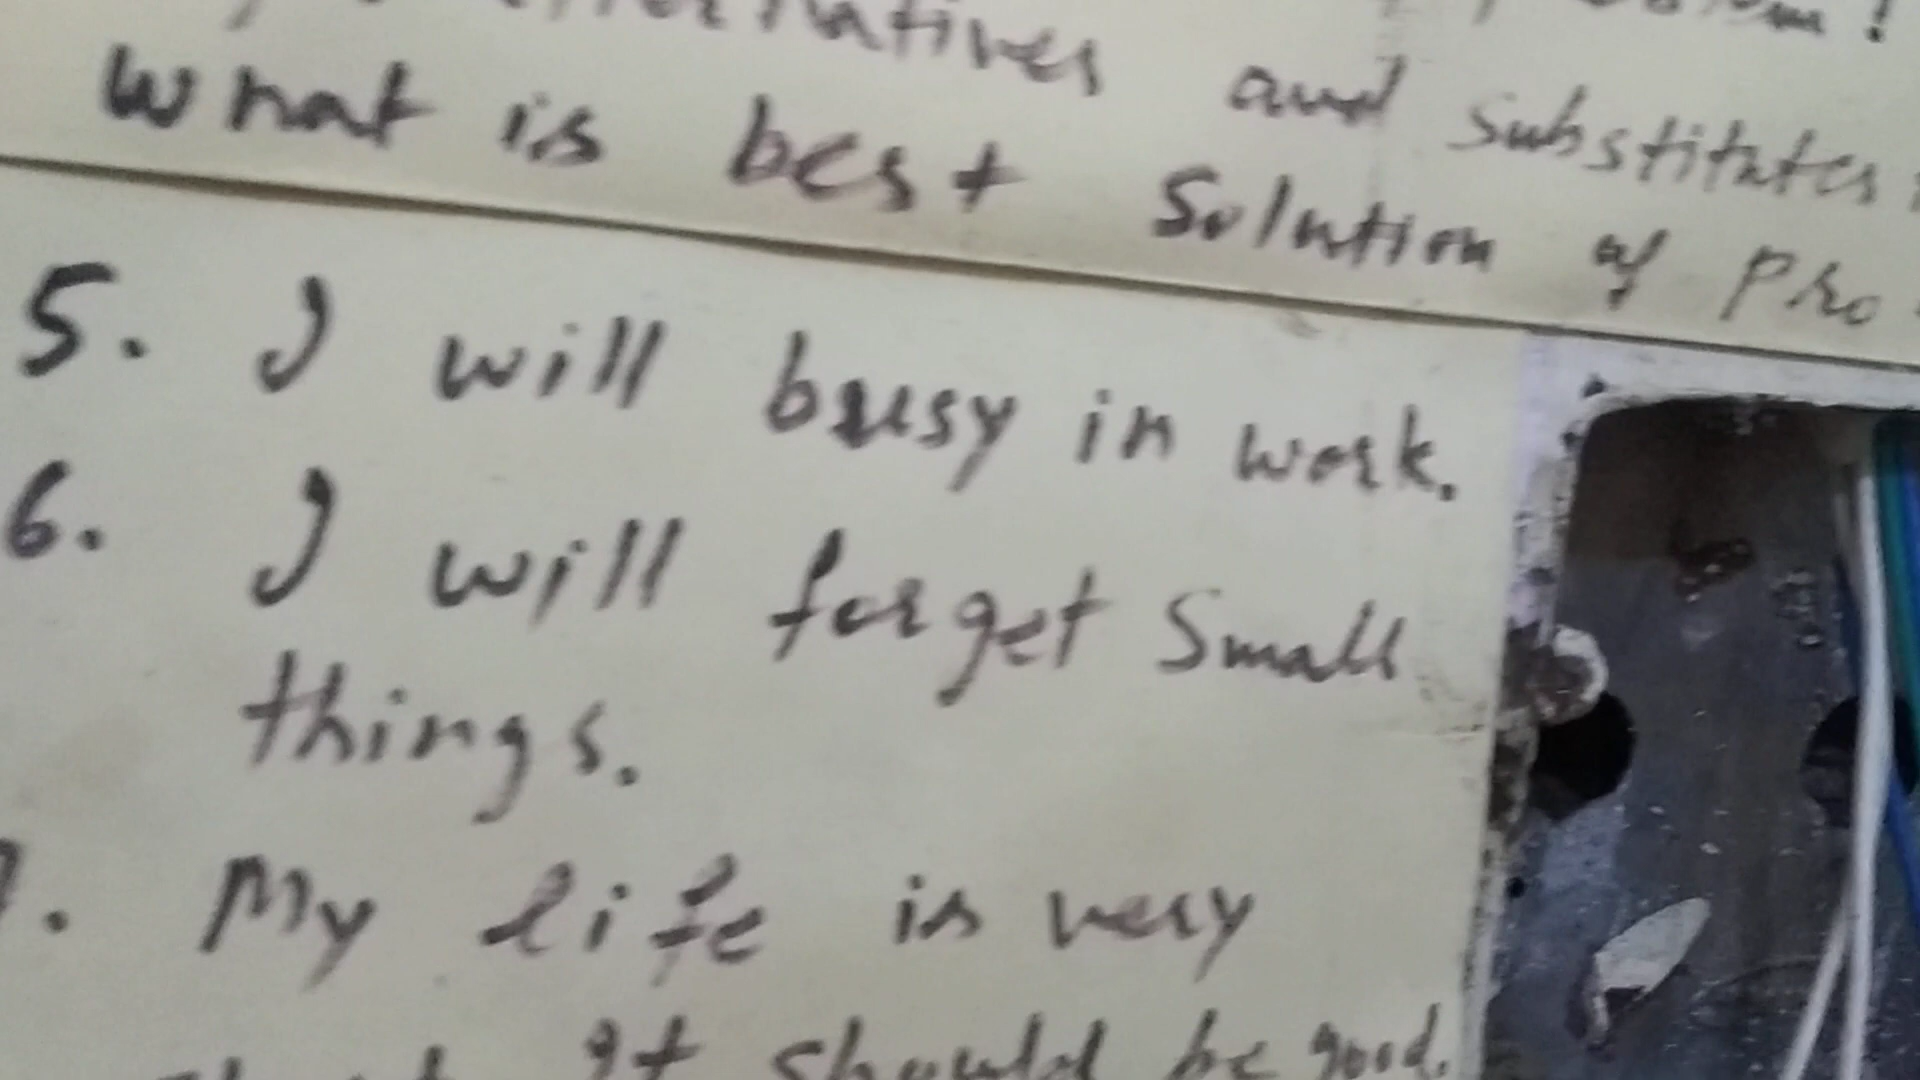 and substitutes
What is best Solution of Pro
5. I will busy in work.
6. I will forget Small
things.
7. My life is very
It should be good.